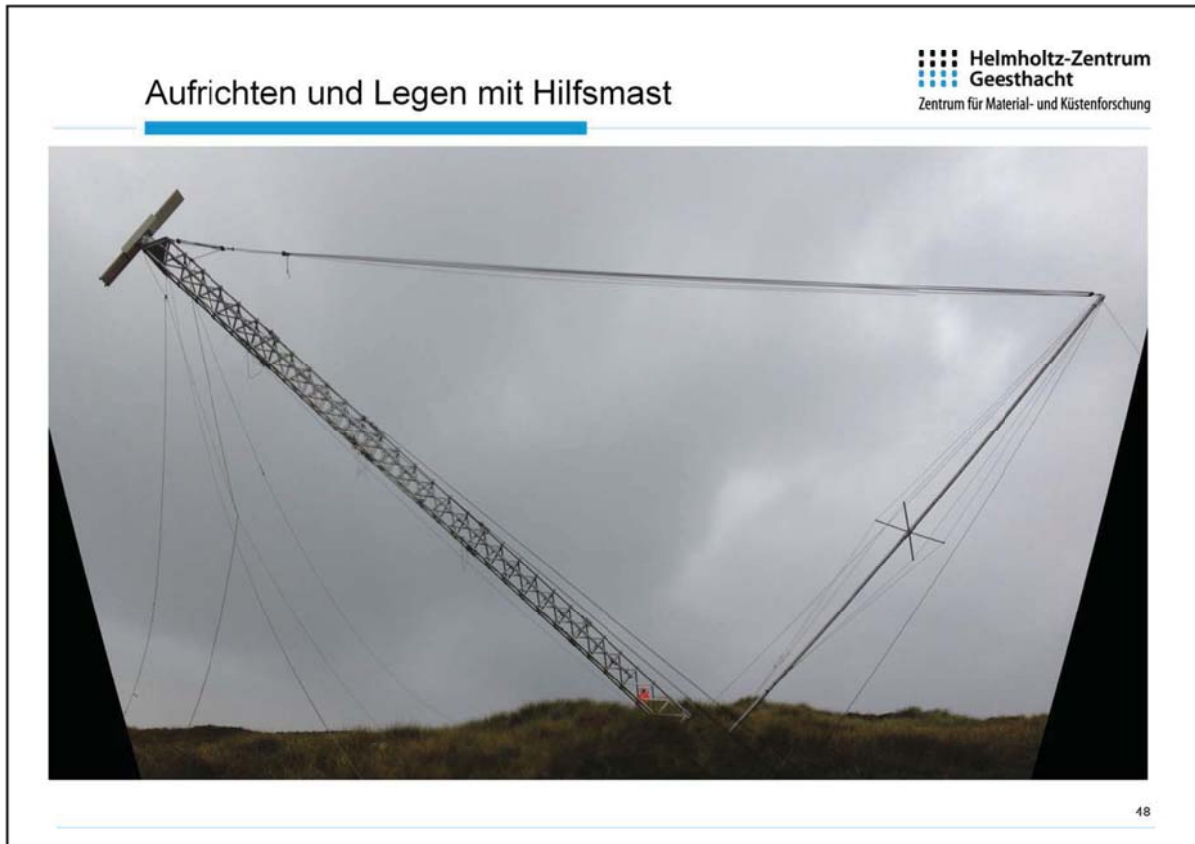 Aufrichten und Legen mit Hilfsmast
Helmholtz-Zentrum
Geesthacht
Zentrum für Material- und Küstenforschung
48